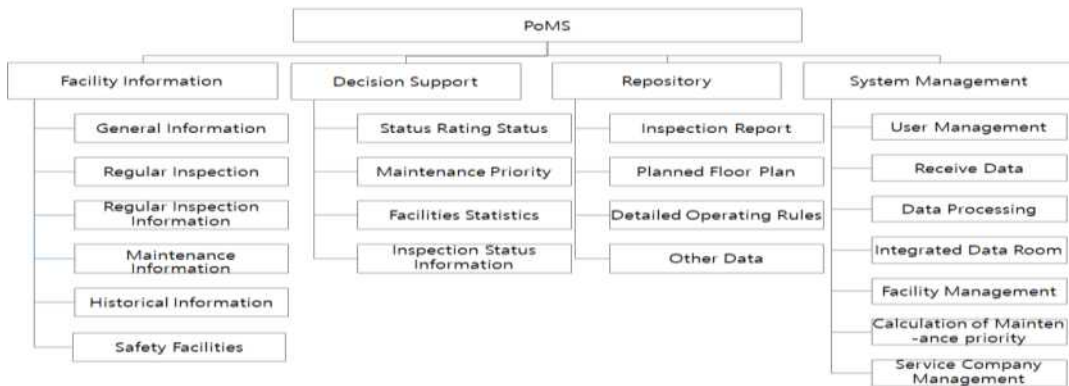 PoMS
Facility Information
General Information
Regular Inspection
Regular Inspection
Information
Maintenance
Information
Historical Information
Safety Facilities
Decision Support
Status Rating Status
Maintenance Priority
Facilities Statistics
Inspection Status
Information
Repository
Inspection Report
Planned Floor Plan
Detailed Operating Rules
Other Data
System Management
User Management
Receive Data
Data Processing
Integrated Data Room
Facility Management
Calculation of Mainten
-ance priority
Service Company
Management